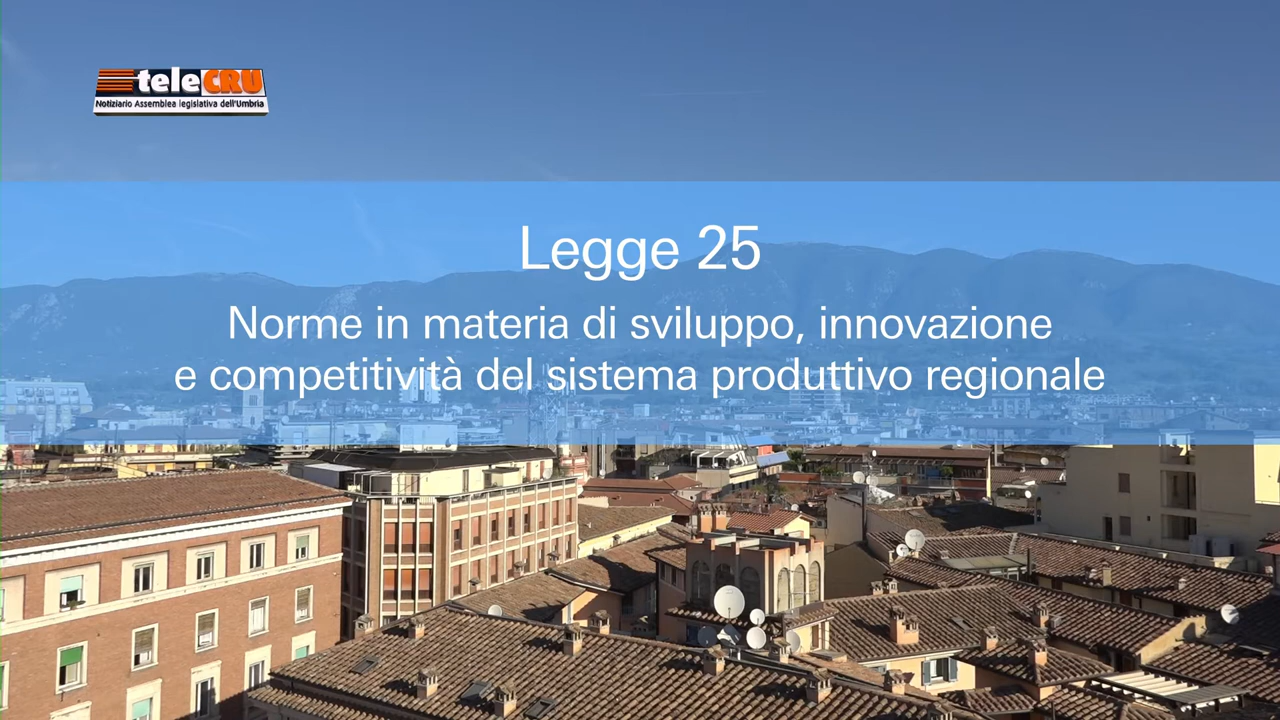 teleCRU
Notiziario Assemblea legislativa dell'Umbria
Legge 25
Norme in materia di sviluppo, innovazione
e competitività del sistema produttivo regionale